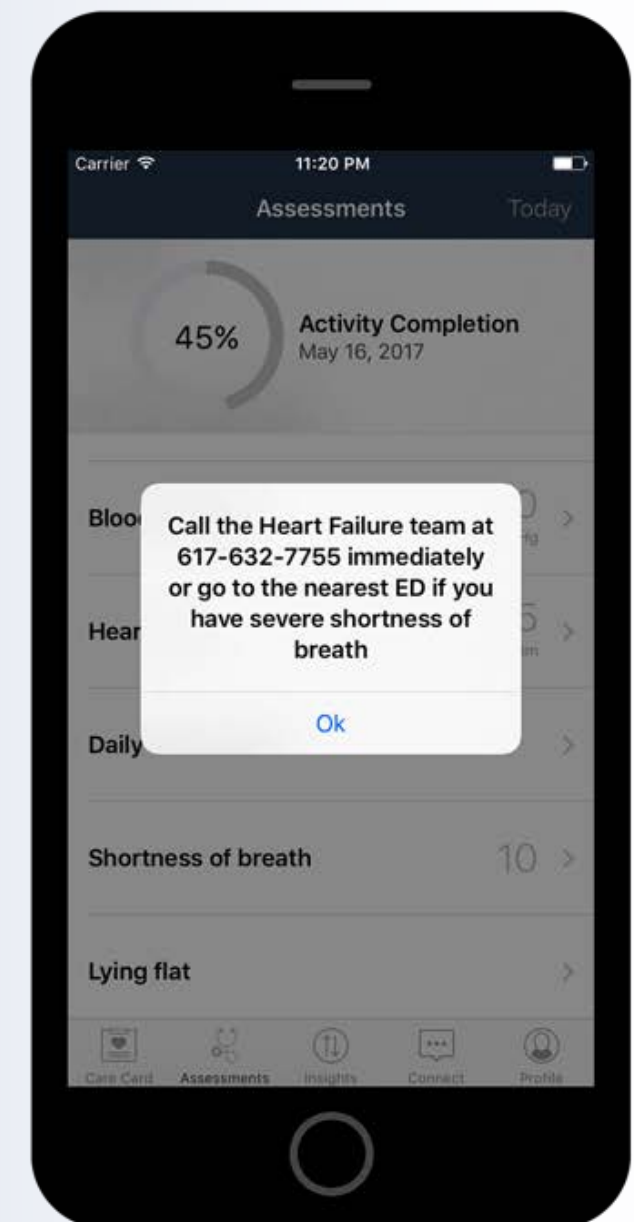 Carrier
11:20 PM
Assessments
Today
45%
Activity Completion
May 16, 2017
Call the Heart Failure team at
617-632-7755 immediately
or go to the nearest ED if you
have severe shortness of
breath
Ok
Daily
Shortness of breath
10
Lying flat
Care Card
Assessments
Insights
Connect
Profile